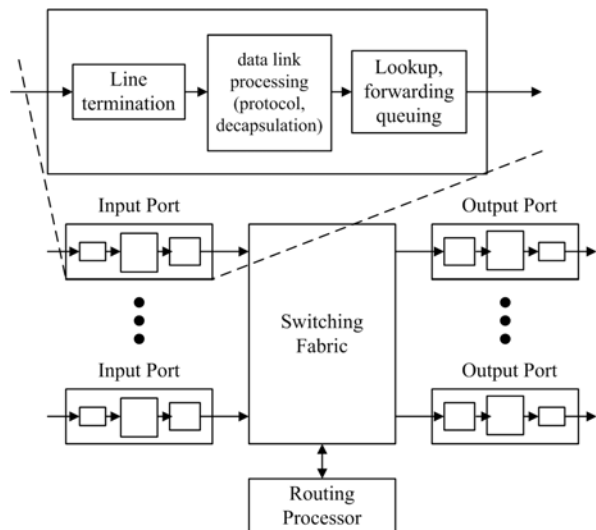 Line
termination
data link
processing
(protocol,
decapsulation)
Lookup,
forwarding
queuing
Input Port
Output Port
Switching
Fabric
Input Port
Output Port
Routing
Processor